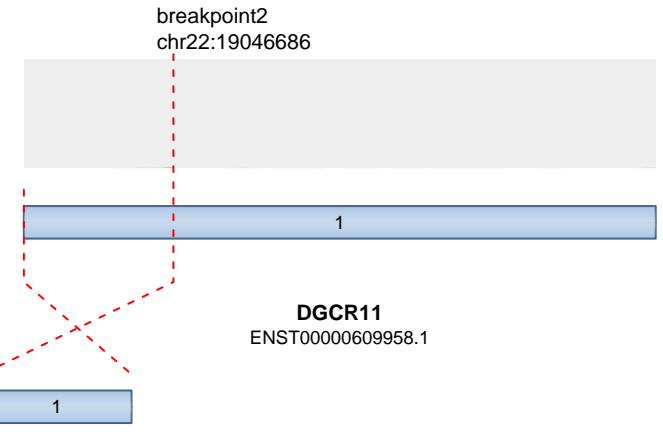 breakpoint2
chr22:19046686
1
DGCR11
ENST00000609958.1
1